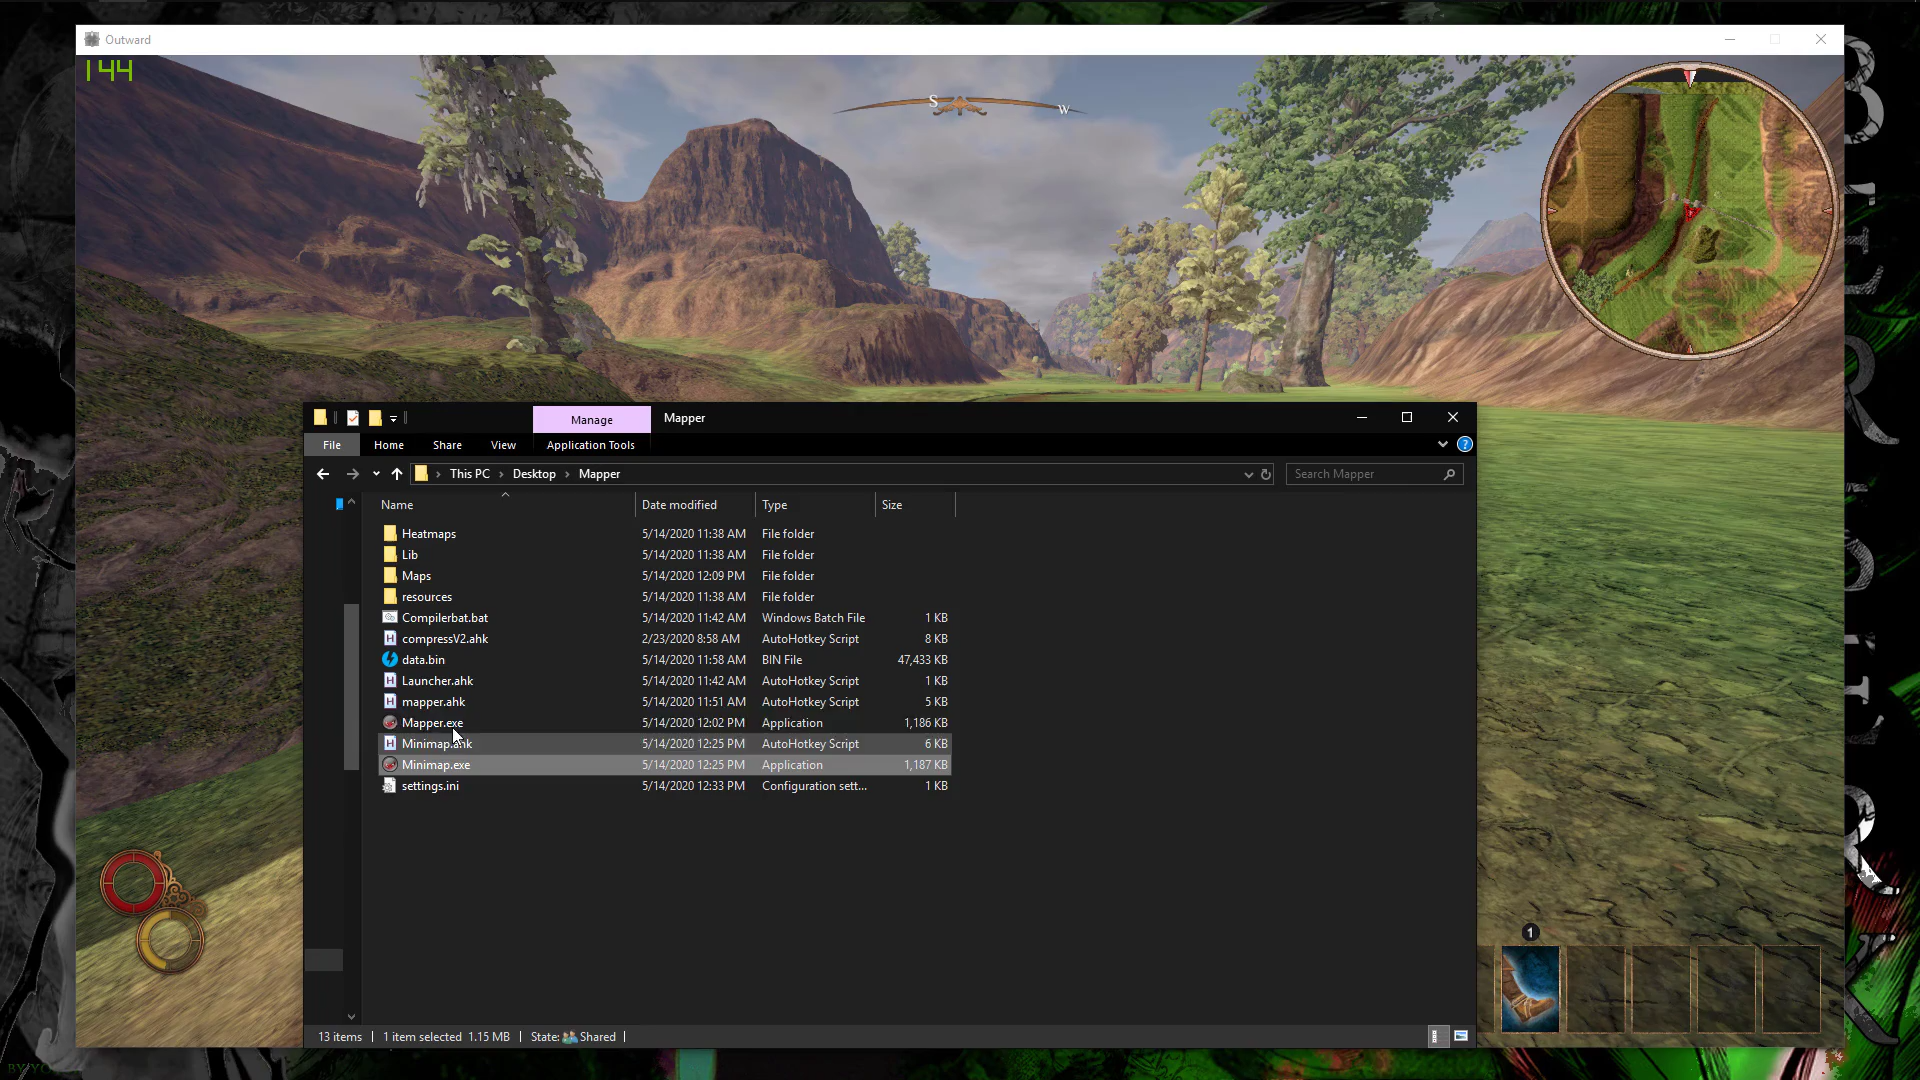 Outward
144
S
W
Manage
Mapper
File
Home
Share
View
Application Tools
This PC
Desktop
Mapper
Search Mapper
Name
Date modified
Type
Size
Heatmaps 5/14/2020 11:38 AM File folder
Lib 5/14/2020 11:38 AM File folder
Maps 5/14/2020 12:09 PM File folder
resources 5/14/2020 11:38 AM File folder
Compilerbat.bat 5/14/2020 11:42 AM Windows Batch File 1 KB
compressV2.ahk 2/23/2020 8:58 AM AutoHotkey Script 8 KB
data.bin 5/14/2020 11:58 AM BIN File 47,433 KB
Launcher.ahk 5/14/2020 11:42 AM AutoHotkey Script 1 KB
mapper.ahk 5/14/2020 11:51 AM AutoHotkey Script 5 KB
Mapper.exe 5/14/2020 12:02 PM Application 1,186 KB
Minimap.ahk 5/14/2020 12:25 PM AutoHotkey Script 6 KB
Minimap.exe 5/14/2020 12:25 PM Application 1,187 KB
settings.ini 5/14/2020 12:33 PM Configuration sett... 1 KB
1
13 items
1 item selected 1.15 MB
State: Shared